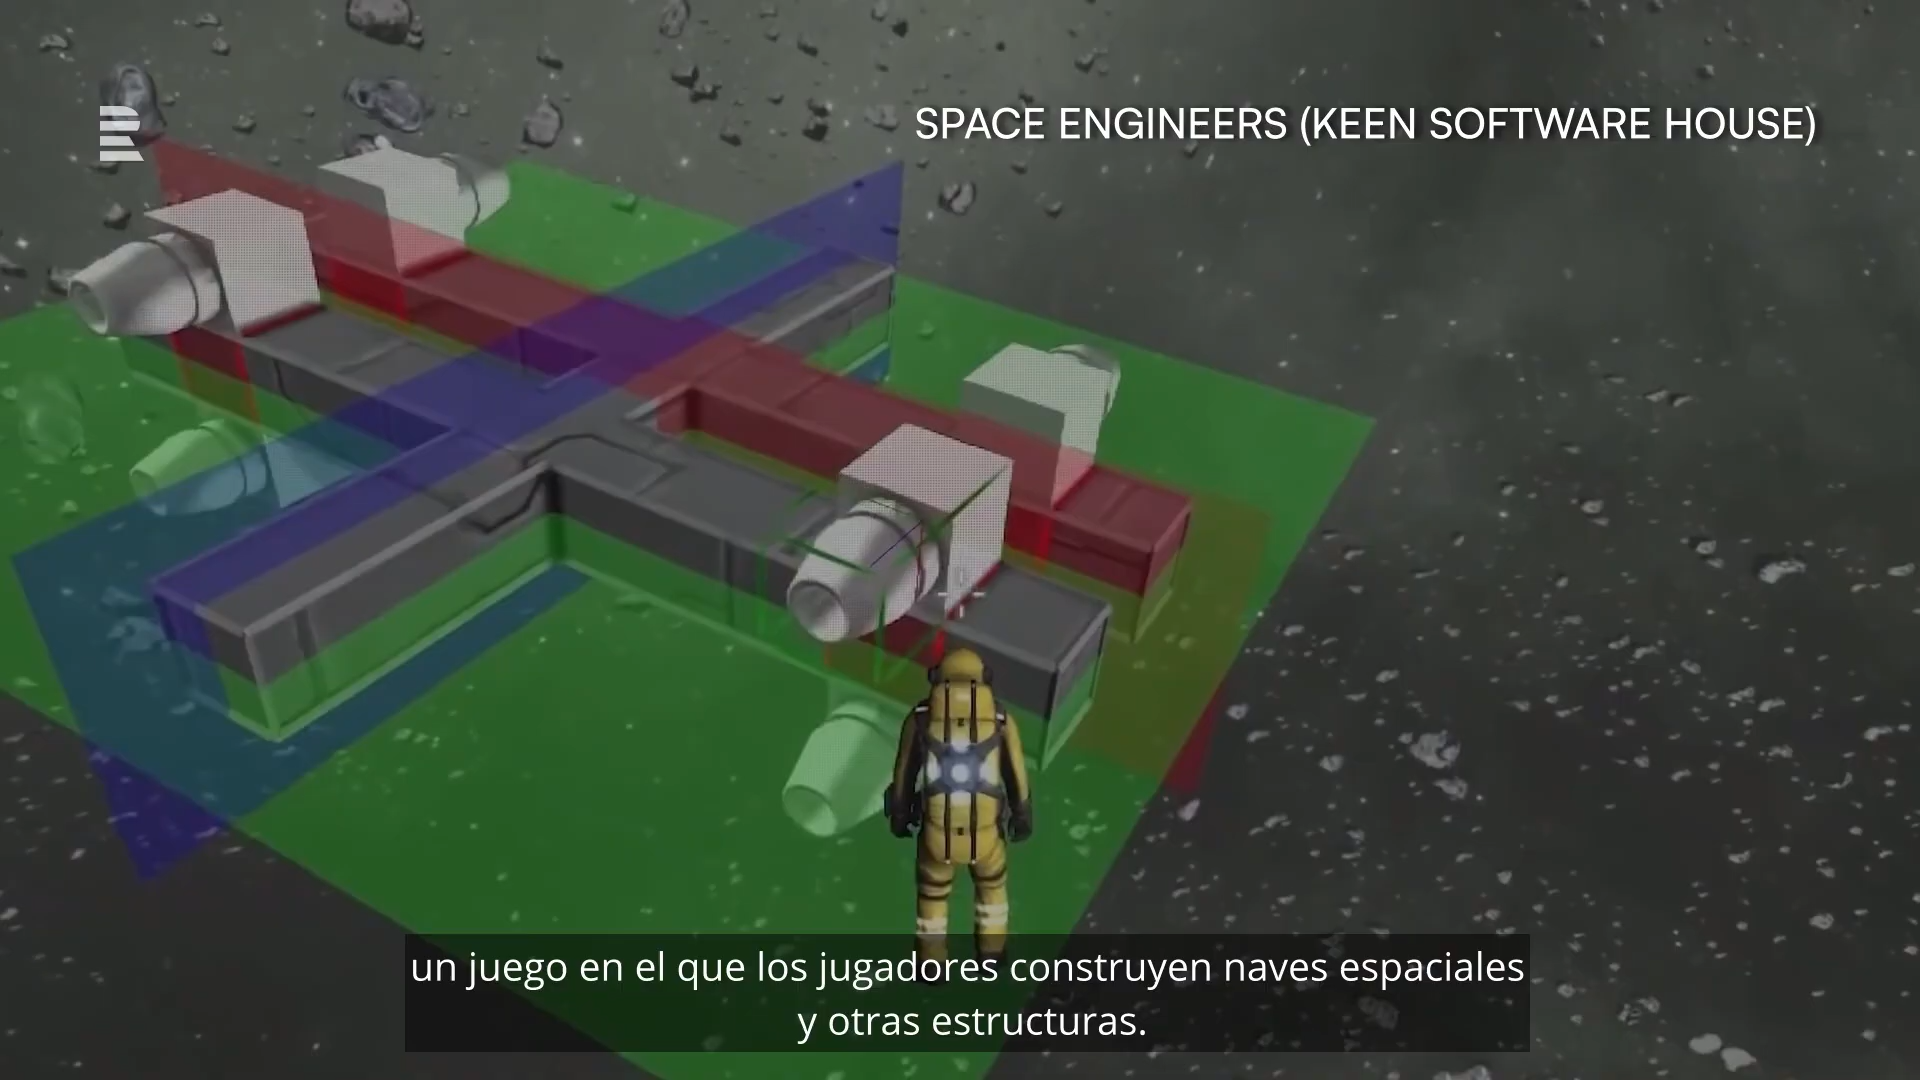 SPACE ENGINEERS (KEEN SOFTWARE HOUSE)
un juego en el que los jugadores construyen naves espaciales
y otras estructuras.